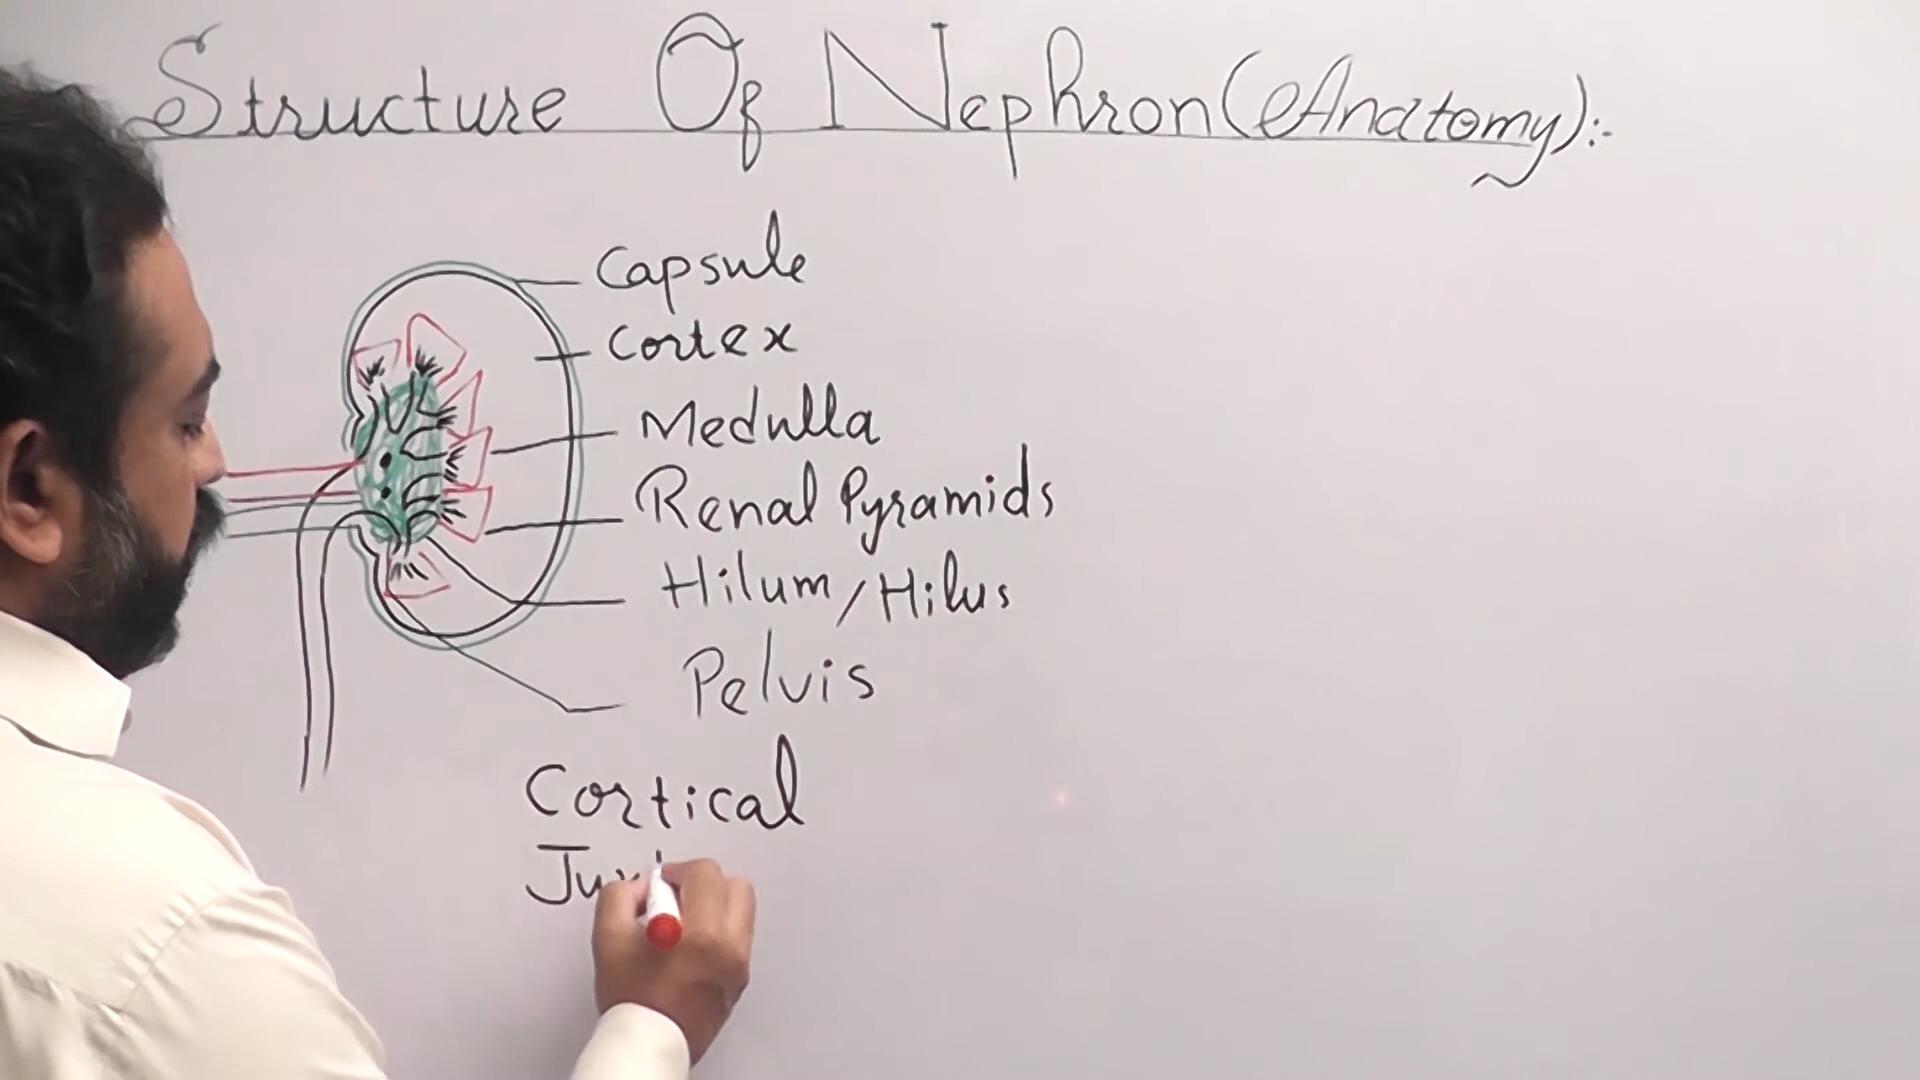 Structure Of Nephron (Anatomy):-
Capsule
Cortex
Medulla
Renal Pyramids
Hilum/Hilus
Pelvis
Cortical